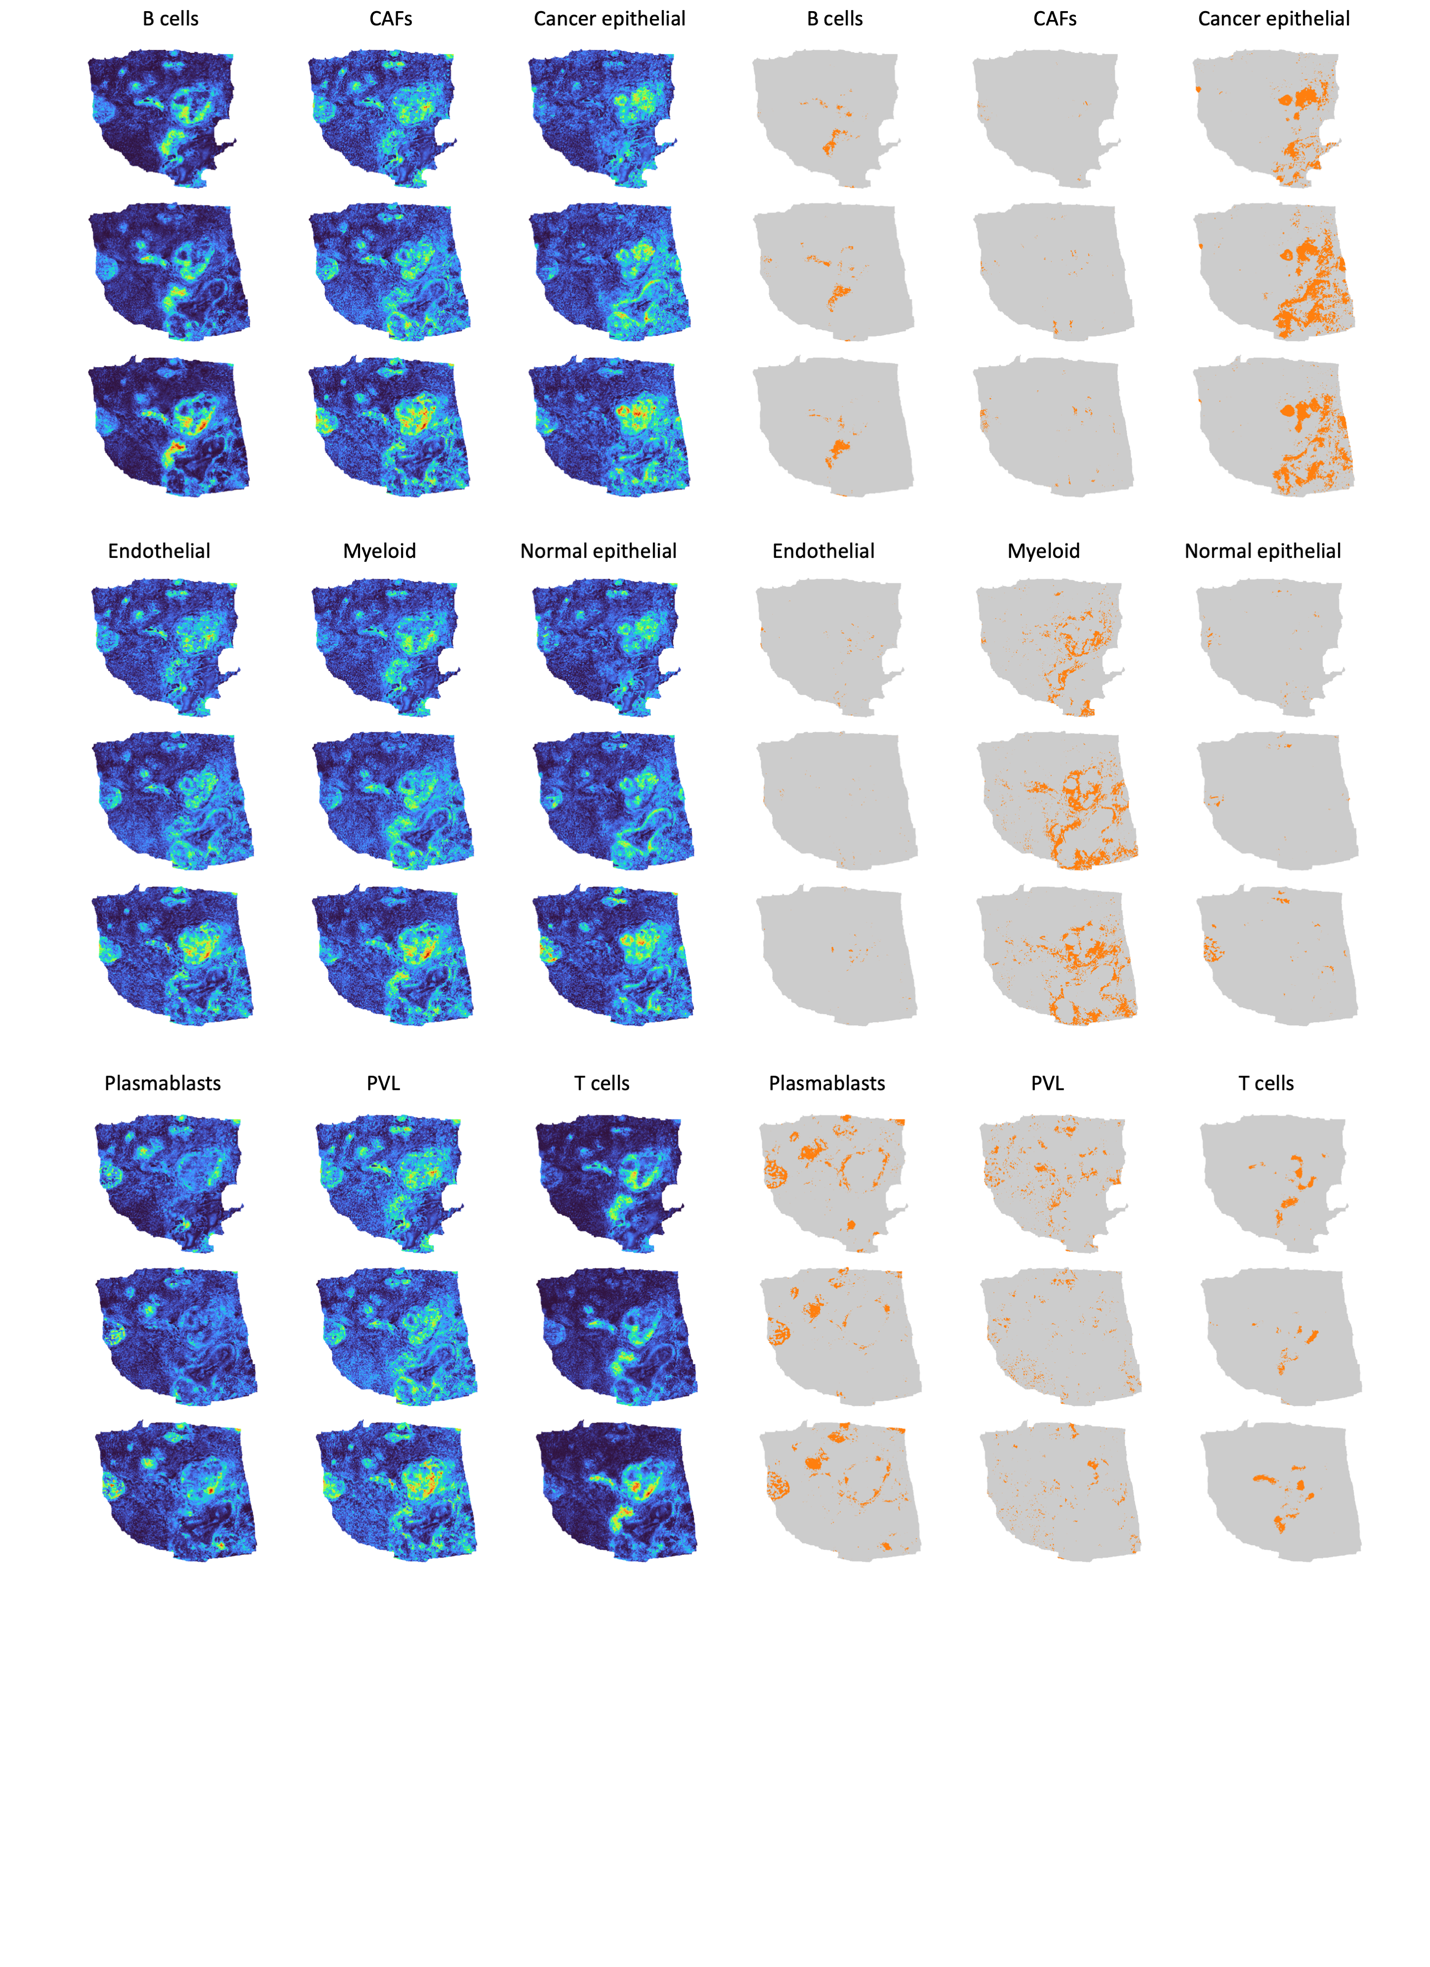 B cells CAFs Cancer epithelial B cells CAFs Cancer epithelial
Endothelial Myeloid Normal epithelial Endothelial Myeloid Normal epithelial
Plasmablasts PVL T cells Plasmablasts PVL T cells